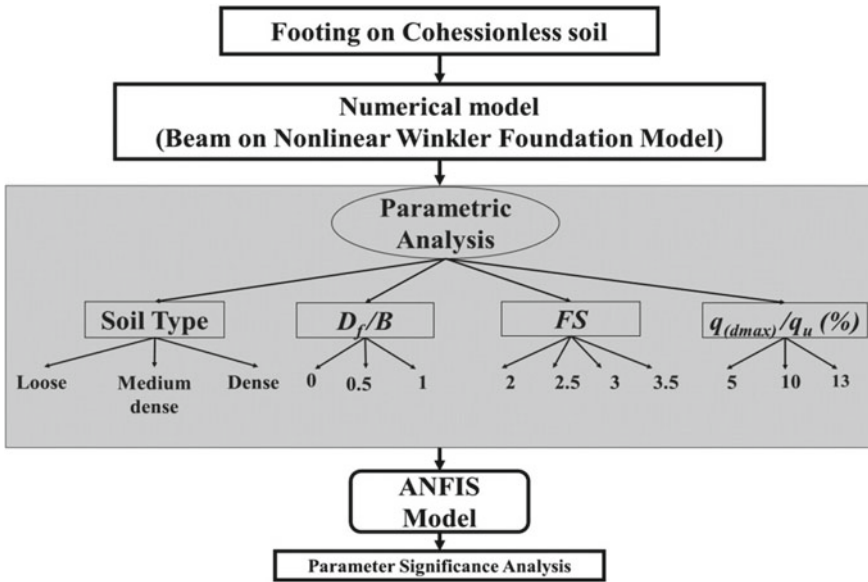 Footing on Cohessionless soil
Numerical model
(Beam on Nonlinear Winkler Foundation Model)
Parametric
Analysis
Soil Type
D_f/B
FS
q_(dmax)/q_u (%)
Loose
Medium
dense
Dense
0
0.5
1
2
2.5
3
3.5
5
10
13
ANFIS
Model
Parameter Significance Analysis